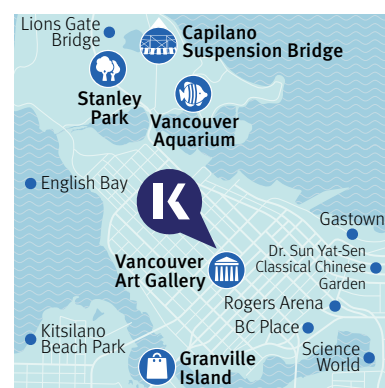 Lions Gate
Bridge
Capilano
Suspension Bridge
Stanley
Park
Vancouver
Aquarium
English Bay
K
Gastown
Vancouver
Art Gallery
Dr. Sun Yat-Sen
Classical Chinese
Garden
Rogers Arena
BC Place
Kitsilano
Beach Park
Science
World
Granville
Island